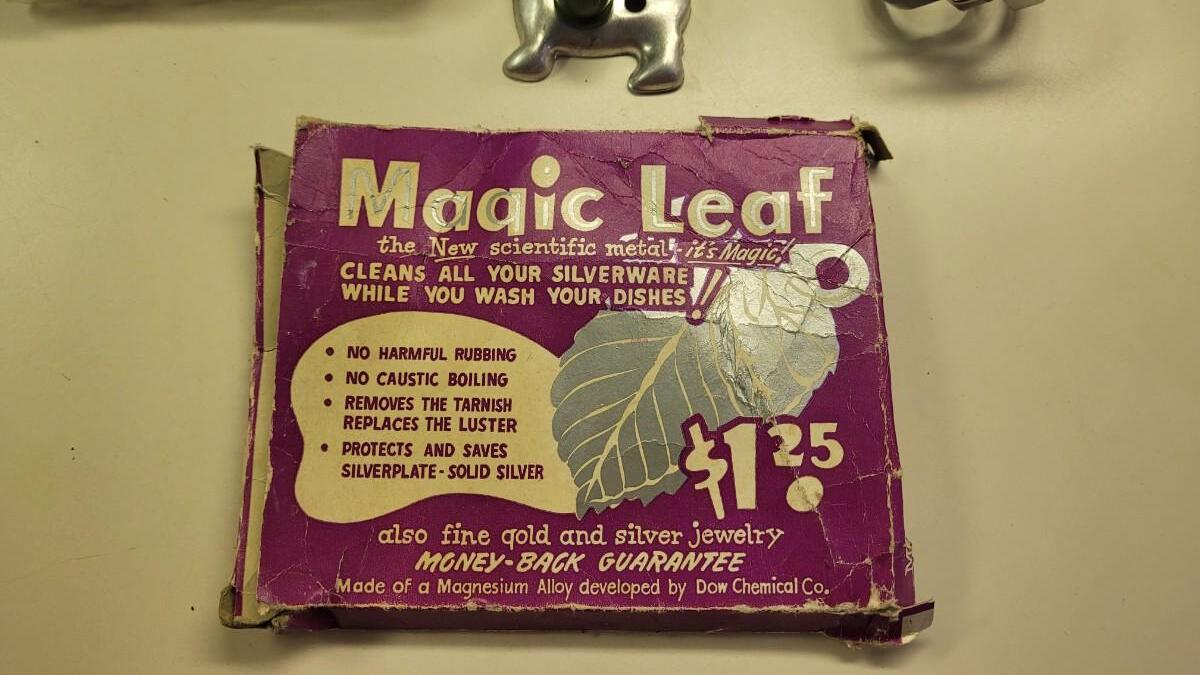 Magic Leaf
the New scientific metal - it's Magic!
CLEANS ALL YOUR SILVERWARE
WHILE YOU WASH YOUR DISHES!!
• NO HARMFUL RUBBING
• NO CAUSTIC BOILING
• REMOVES THE TARNISH
REPLACES THE LUSTER
• PROTECTS AND SAVES
SILVERPLATE - SOLID SILVER
$1.25
also fine gold and silver jewelry
MONEY-BACK GUARANTEE
Made of a Magnesium Alloy developed by Dow Chemical Co.